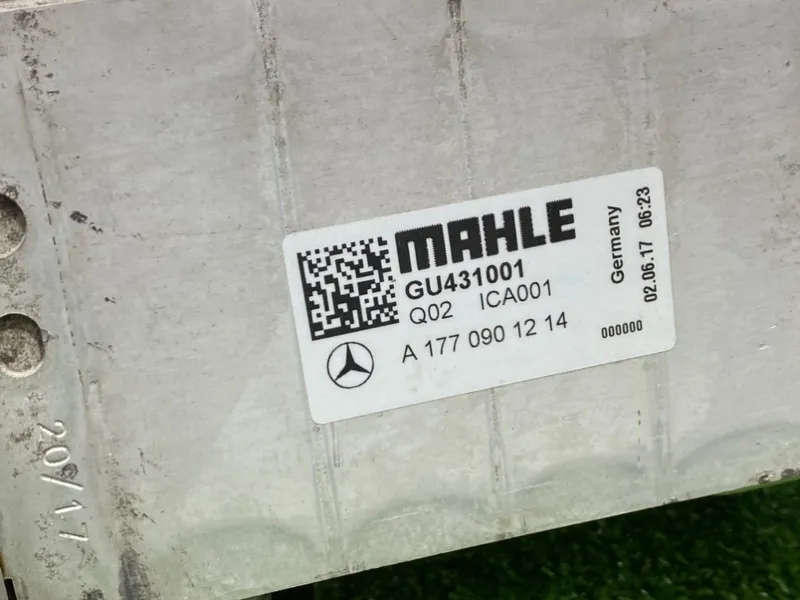 MAHLE
GU431001
Q02 ICA001
A 177 090 12 14
Germany
02.06.17 06:23
000000
20/17